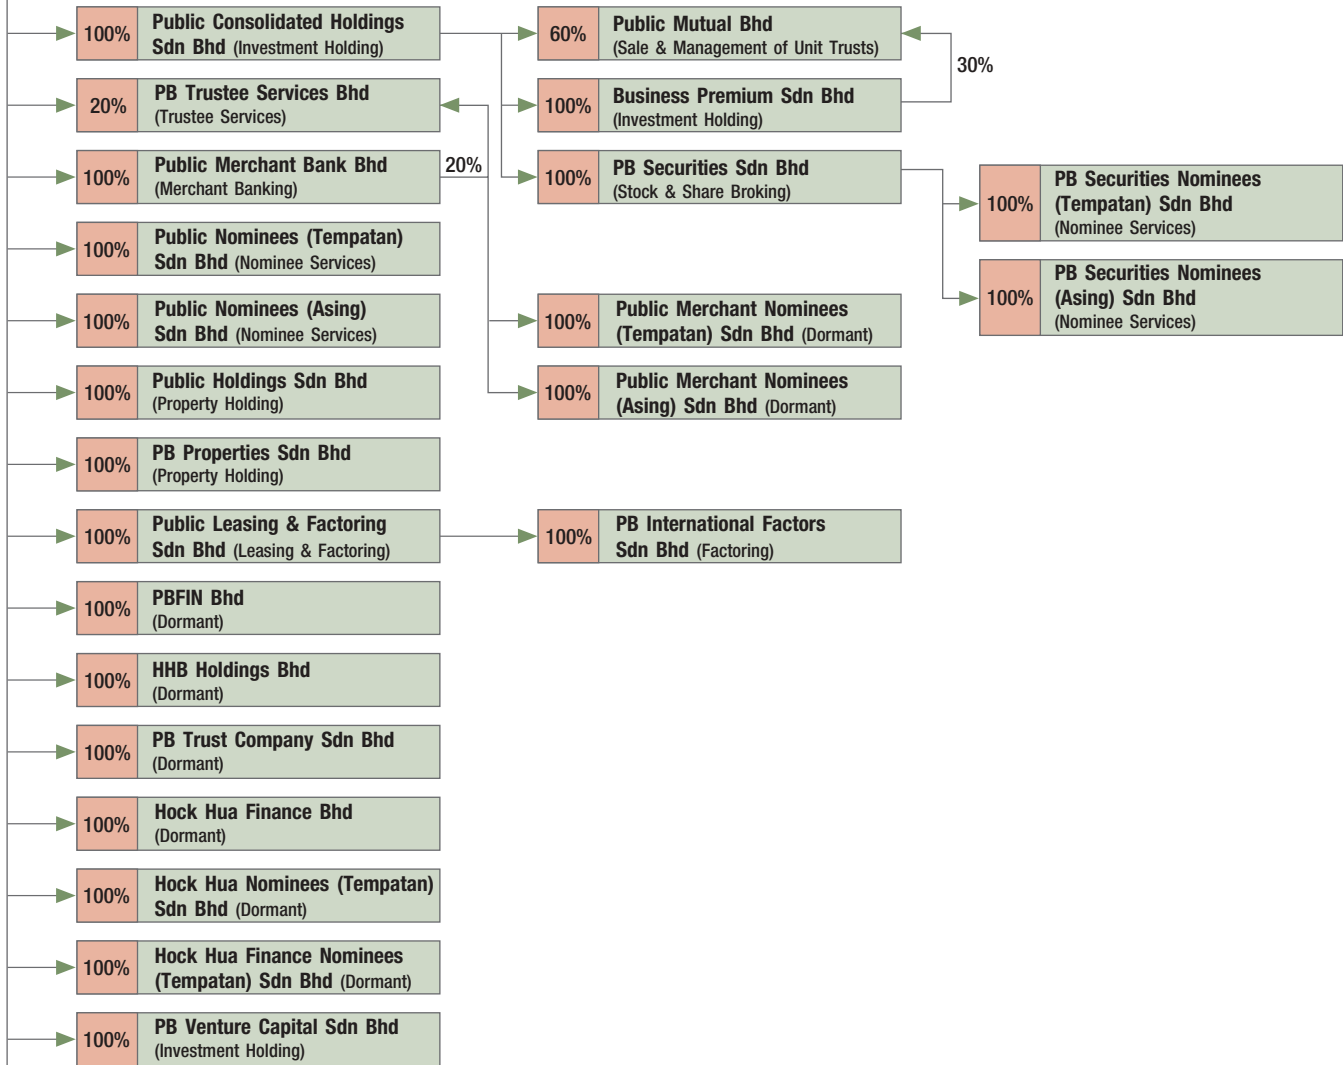 100%
Public Consolidated Holdings
Sdn Bhd (Investment Holding)
60%
Public Mutual Bhd
(Sale & Management of Unit Trusts)
30%
20%
PB Trustee Services Bhd
(Trustee Services)
100%
Business Premium Sdn Bhd
(Investment Holding)
100%
Public Merchant Bank Bhd
(Merchant Banking)
20%
100%
PB Securities Sdn Bhd
(Stock & Share Broking)
100%
PB Securities Nominees
(Tempatan) Sdn Bhd
(Nominee Services)
100%
Public Nominees (Tempatan)
Sdn Bhd (Nominee Services)
100%
PB Securities Nominees
(Asing) Sdn Bhd
(Nominee Services)
100%
Public Nominees (Asing)
Sdn Bhd (Nominee Services)
100%
Public Merchant Nominees
(Tempatan) Sdn Bhd (Dormant)
100%
Public Holdings Sdn Bhd
(Property Holding)
100%
Public Merchant Nominees
(Asing) Sdn Bhd (Dormant)
100%
PB Properties Sdn Bhd
(Property Holding)
100%
Public Leasing & Factoring
Sdn Bhd (Leasing & Factoring)
100%
PB International Factors
Sdn Bhd (Factoring)
100%
PBFIN Bhd
(Dormant)
100%
HHB Holdings Bhd
(Dormant)
100%
PB Trust Company Sdn Bhd
(Dormant)
100%
Hock Hua Finance Bhd
(Dormant)
100%
Hock Hua Nominees (Tempatan)
Sdn Bhd (Dormant)
100%
Hock Hua Finance Nominees
(Tempatan) Sdn Bhd (Dormant)
100%
PB Venture Capital Sdn Bhd
(Investment Holding)